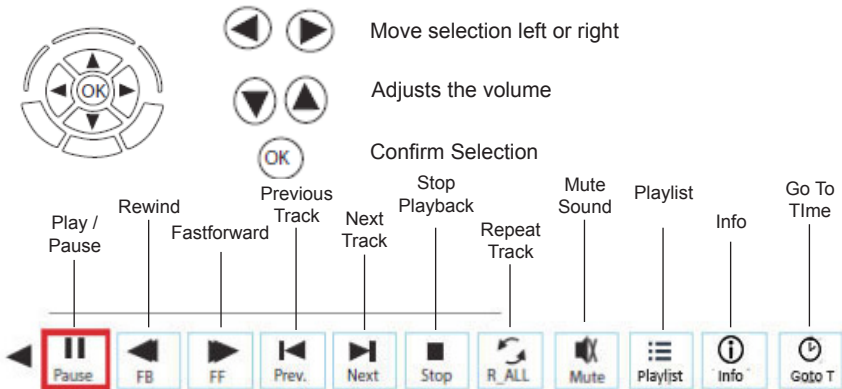 OK
Move selection left or right
Adjusts the volume
OK
Confirm Selection
Play /
Pause
Rewind
Fastforward
Previous
Track
Next
Track
Stop
Playback
Repeat
Track
Mute
Sound
Playlist
Info
Go To
TIme
Pause
FB
FF
Prev.
Next
Stop
R_ALL
Mute
Playlist
Info
Goto T